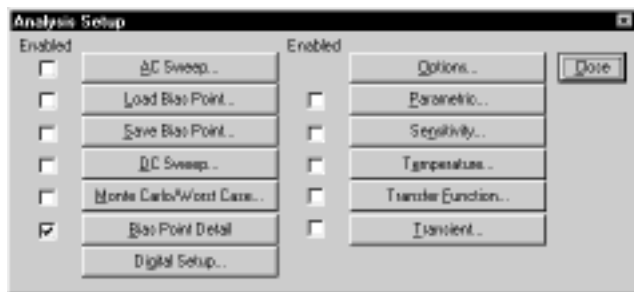 Analysis Setup
Enabled
AC Sweep...
Load Bias Point...
Save Bias Point...
DC Sweep...
Monte Carlo/Worst Case...
Bias Point Detail
Digital Setup...
Enabled
Options...
Parametric...
Sensitivity...
Temperature...
Transfer Function...
Transient...
Close